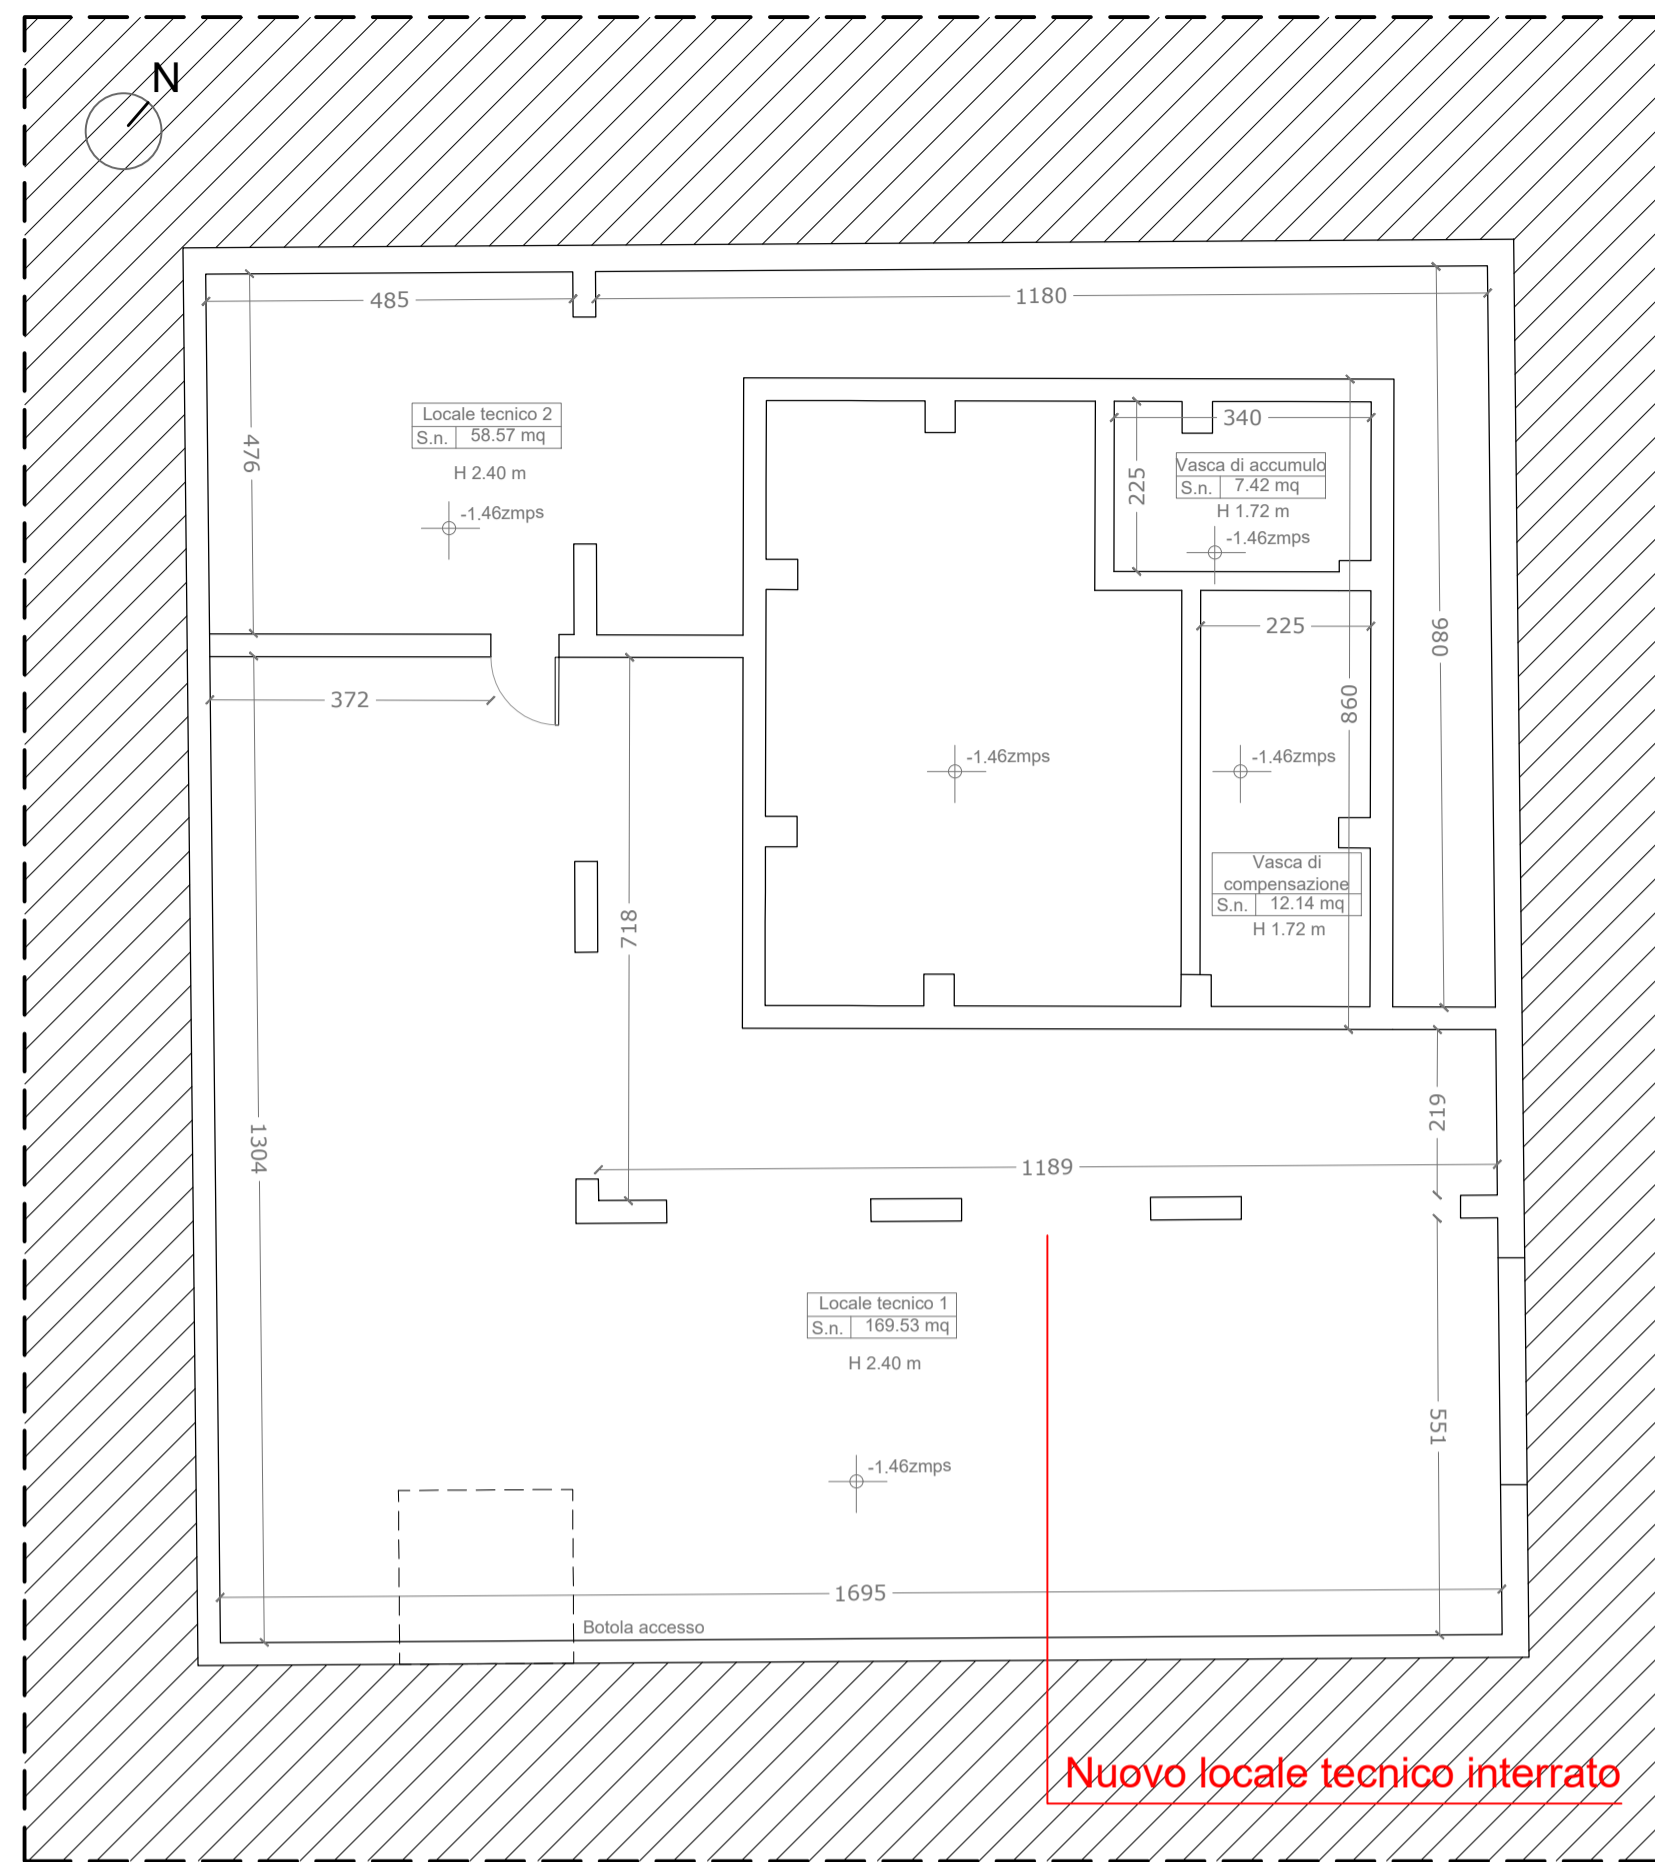 N
485
1180
476
Locale tecnico 2
S.n. 58.57 mq
H 2.40 m
-1.46zmps
340
225
Vasca di accumulo
S.n. 7.42 mq
H 1.72 m
-1.46zmps
225
980
372
860
-1.46zmps
-1.46zmps
Vasca di
compensazione
S.n. 12.14 mq
H 1.72 m
718
1304
219
1189
Locale tecnico 1
S.n. 169.53 mq
H 2.40 m
551
-1.46zmps
1695
Botola accesso
Nuovo locale tecnico interrato